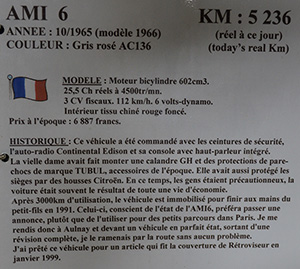 AMI 6 KM : 5 236
ANNEE : 10/1965 (modèle 1966) (réel à ce jour)
COULEUR : Gris rosé AC136 (today's real Km)
MODELE : Moteur bicylindre 602cm3.
25,5 Ch réels à 4500tr/mn.
3 CV fiscaux. 112 km/h. 6 volts-dynamo.
Intérieur tissu chiné rouge foncé.
Prix à l'époque : 6 887 francs.
HISTORIQUE : Ce véhicule a été commandé avec les ceintures de sécurité,
l'auto-radio Continental Edison et sa console avec haut-parleur intégré.
La vielle dame avait fait monter une calandre GH et des protections de pare-
chocs de marque TUBUL, accessoires de l'époque. Elle avait aussi protégé les
sièges par des housses Citroën. En ce temps, les gens étaient précautionneux, la
voiture était souvent le résultat de toute une vie d'économie.
Après 3000km d'utilisation, le véhicule est immobilisé pour finir aux mains du
petit-fils en 1991. Celui-ci, conscient de l'état de l'AMI6, préfère passer une
annonce, plutôt que de l'utiliser pour des petits parcours dans Paris. Je me
rendis donc à Aulnay et devant un véhicule en parfait état, sortant d'une
révision complète, je le ramenais par la route sans aucun problème.
J'ai prêté ce véhicule pour un article qui fit la couverture de Rétroviseur en
janvier 1999.